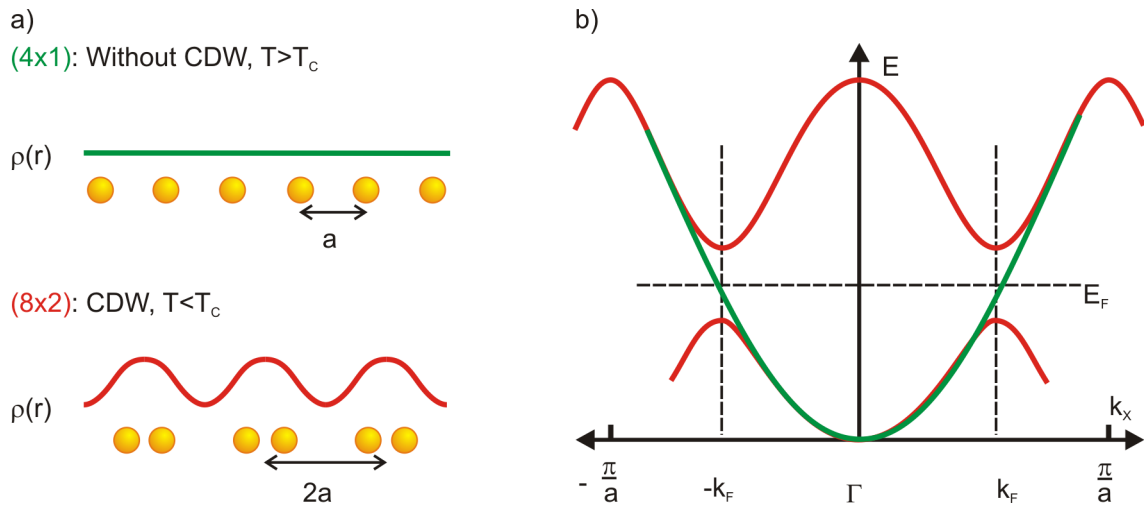 a)
(4x1): Without CDW, T>Tc
ρ(r)
a
(8x2): CDW, T<Tc
ρ(r)
2a
b)
E
EF
kX
- π/a
-kF
Γ
kF
π/a